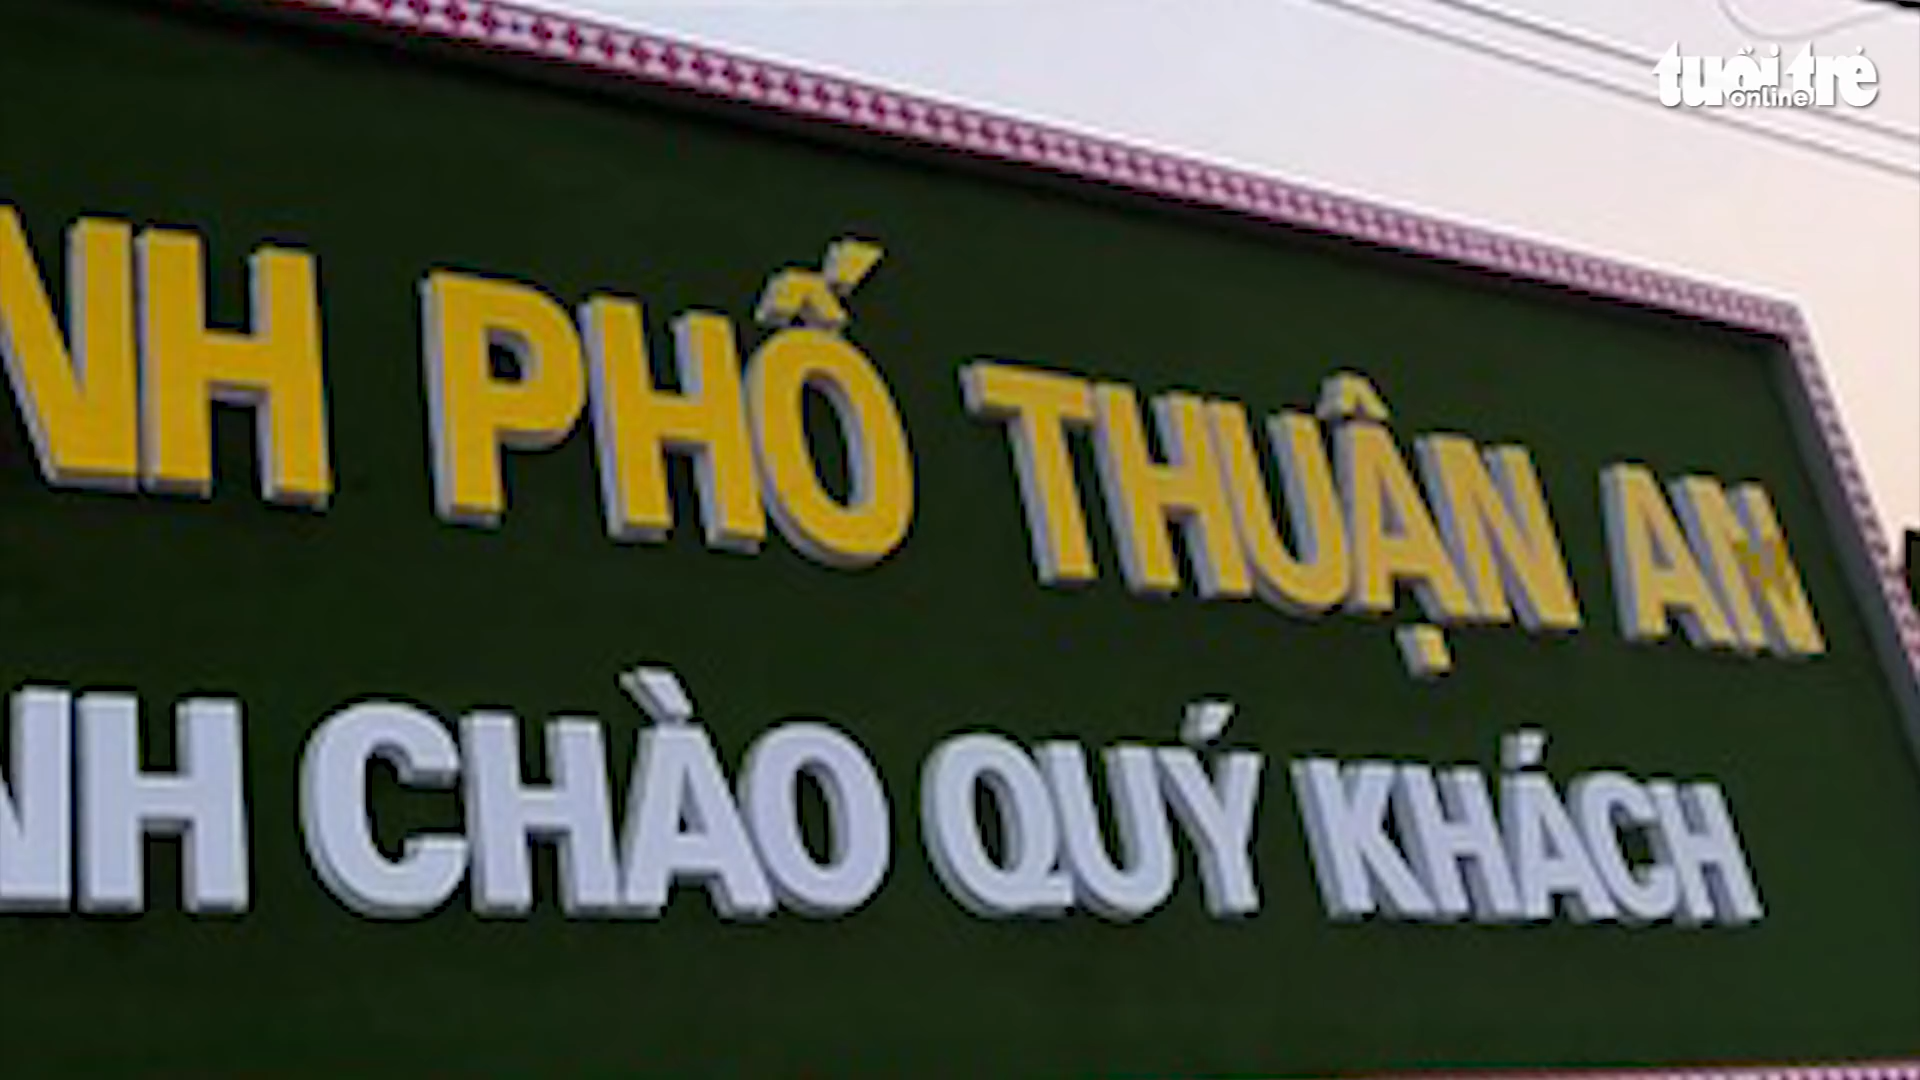 tuổi trẻ
online
NH PHỐ THUẬN AN
NH CHÀO QUÝ KHÁCH